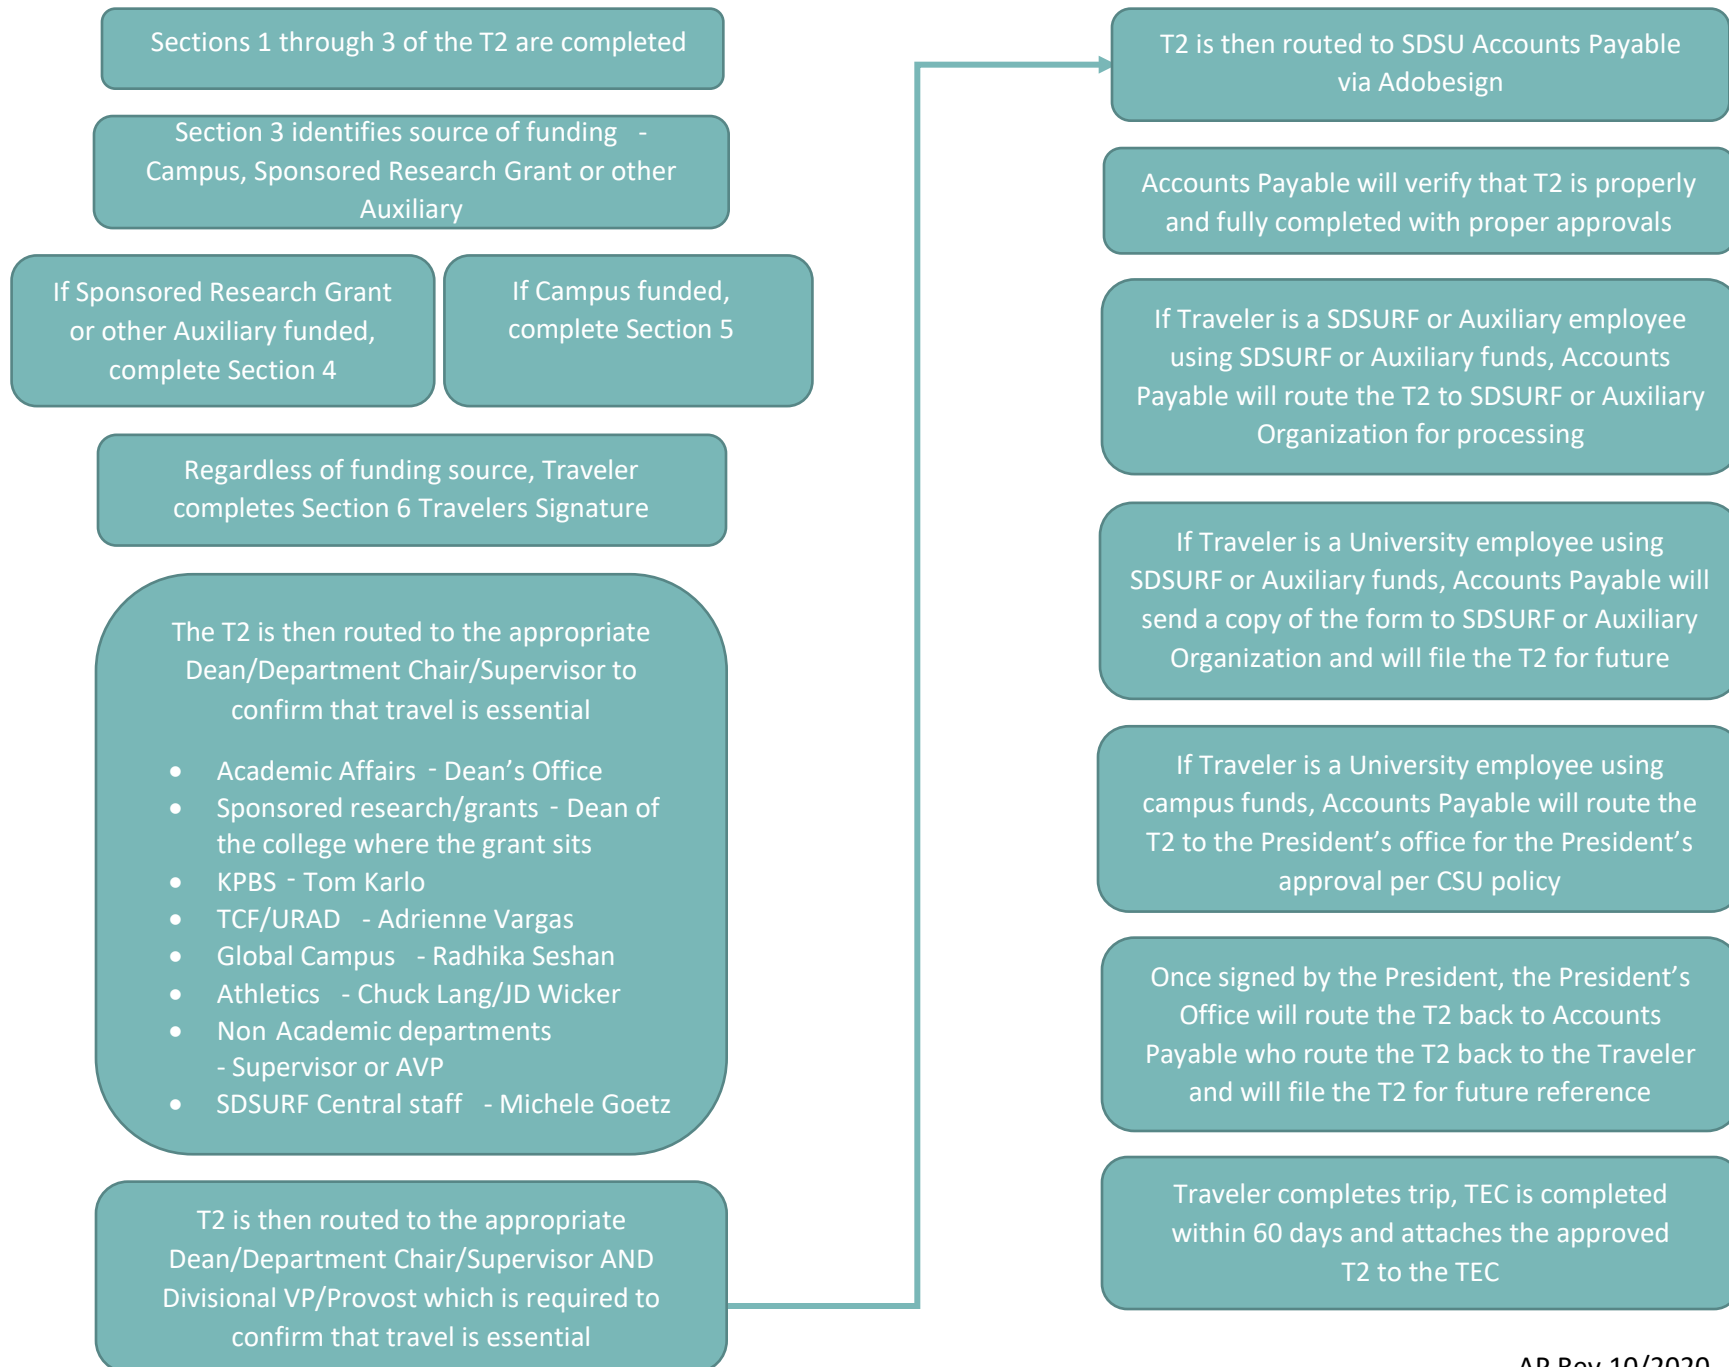 Sections 1 through 3 of the T2 are completed
Section 3 identifies source of funding -
Campus, Sponsored Research Grant or other
Auxiliary
If Sponsored Research Grant
or other Auxiliary funded,
complete Section 4
If Campus funded,
complete Section 5
Regardless of funding source, Traveler
completes Section 6 Travelers Signature
The T2 is then routed to the appropriate
Dean/Department Chair/Supervisor to
confirm that travel is essential
• Academic Affairs - Dean’s Office
• Sponsored research/grants - Dean of
the college where the grant sits
• KPBS - Tom Karlo
• TCF/URAD - Adrienne Vargas
• Global Campus - Radhika Seshan
• Athletics - Chuck Lang/JD Wicker
• Non Academic departments
- Supervisor or AVP
• SDSURF Central staff - Michele Goetz
T2 is then routed to the appropriate
Dean/Department Chair/Supervisor AND
Divisional VP/Provost which is required to
confirm that travel is essential
T2 is then routed to SDSU Accounts Payable
via Adobesign
Accounts Payable will verify that T2 is properly
and fully completed with proper approvals
If Traveler is a SDSURF or Auxiliary employee
using SDSURF or Auxiliary funds, Accounts
Payable will route the T2 to SDSURF or Auxiliary
Organization for processing
If Traveler is a University employee using
SDSURF or Auxiliary funds, Accounts Payable will
send a copy of the form to SDSURF or Auxiliary
Organization and will file the T2 for future
If Traveler is a University employee using
campus funds, Accounts Payable will route the
T2 to the President’s office for the President’s
approval per CSU policy
Once signed by the President, the President’s
Office will route the T2 back to Accounts
Payable who route the T2 back to the Traveler
and will file the T2 for future reference
Traveler completes trip, TEC is completed
within 60 days and attaches the approved
T2 to the TEC
AP Rev 10/2020